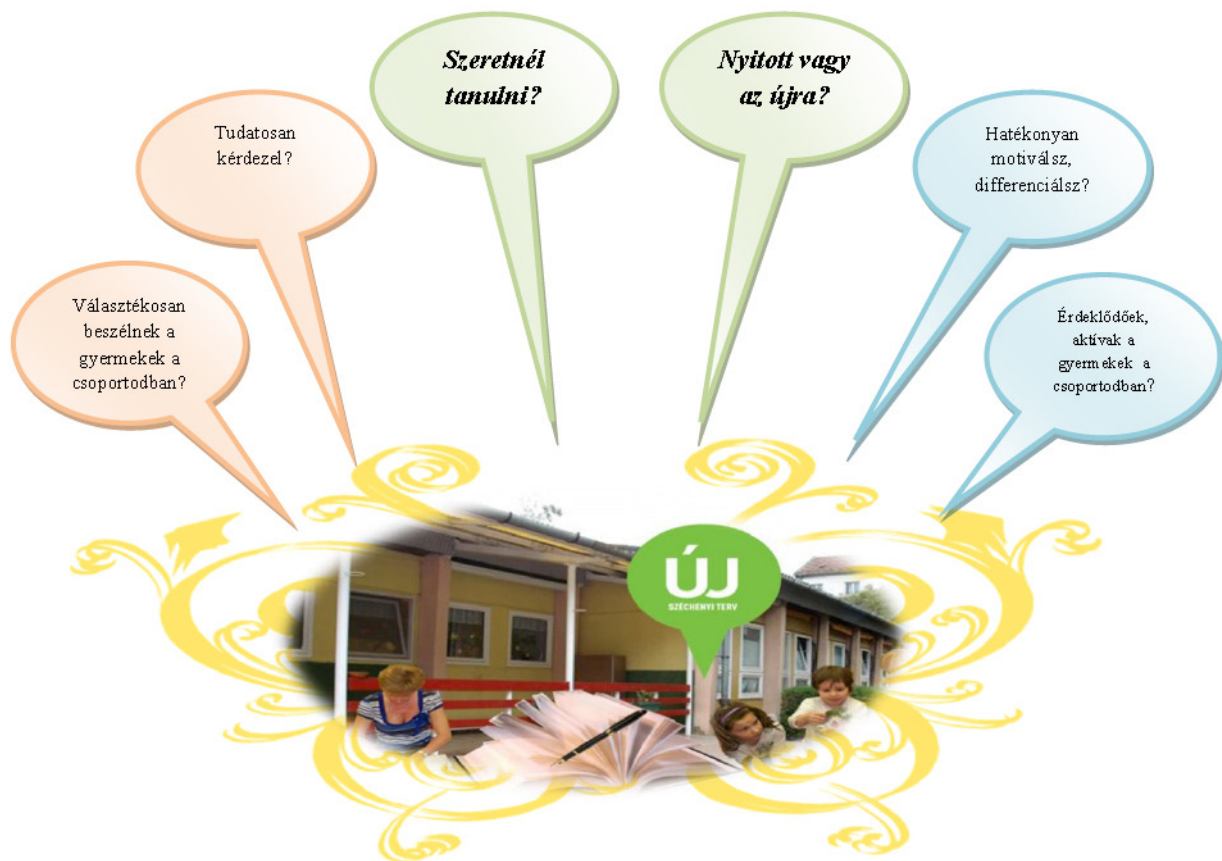 Szeretnél
tanulni?
Nyitott vagy
az újra?
Tudatosan
kérdezel?
Hatékonyan
motiválsz,
differenciálsz?
Választékosan
beszélnek a
gyermekek a
csoportodban?
Érdeklődőek,
aktívak a
gyermekek a
csoportodban?
ÚJ
SZÉCHENYI TERV